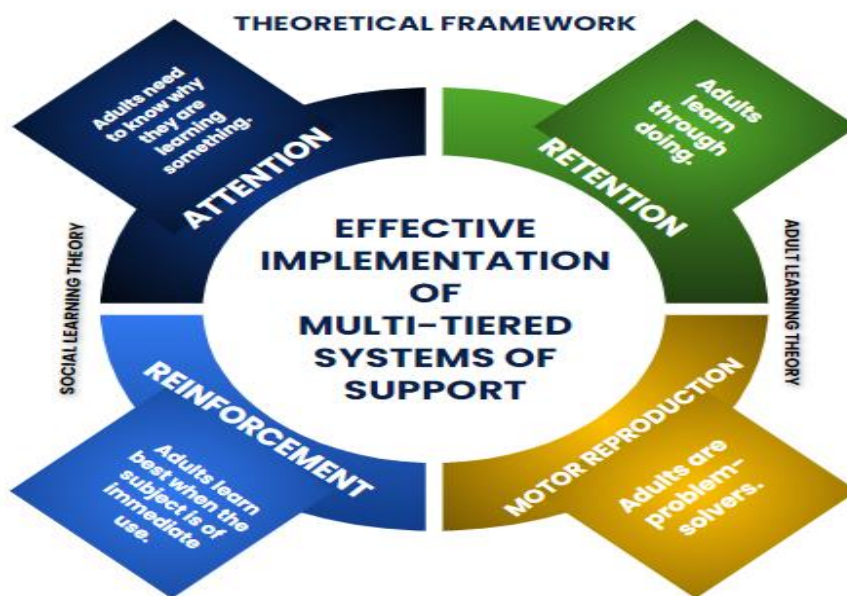 THEORETICAL FRAMEWORK
Adults need
to know why
they are
learning
something.
ATTENTION
Adults
learn
through
doing.
RETENTION
SOCIAL LEARNING THEORY
EFFECTIVE
IMPLEMENTATION
OF
MULTI-TIERED
SYSTEMS OF
SUPPORT
ADULT LEARNING THEORY
REINFORCEMENT
Adults learn
best when the
subject is of
immediate
use.
MOTOR REPRODUCTION
Adults are
problem-
solvers.